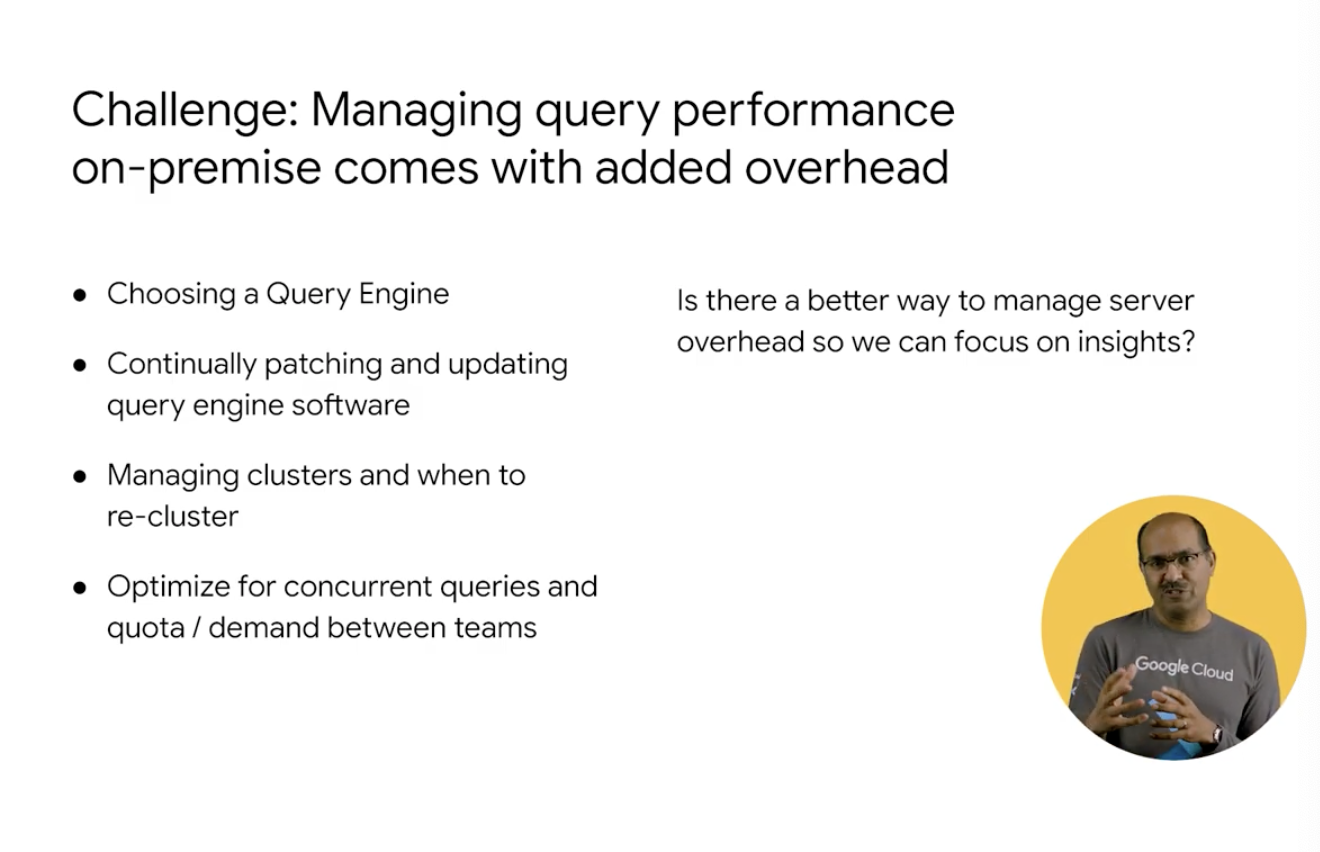 Challenge: Managing query performance
on-premise comes with added overhead
● Choosing a Query Engine
● Continually patching and updating
query engine software
● Managing clusters and when to
re-cluster
● Optimize for concurrent queries and
quota / demand between teams
Is there a better way to manage server
overhead so we can focus on insights?
Google Cloud